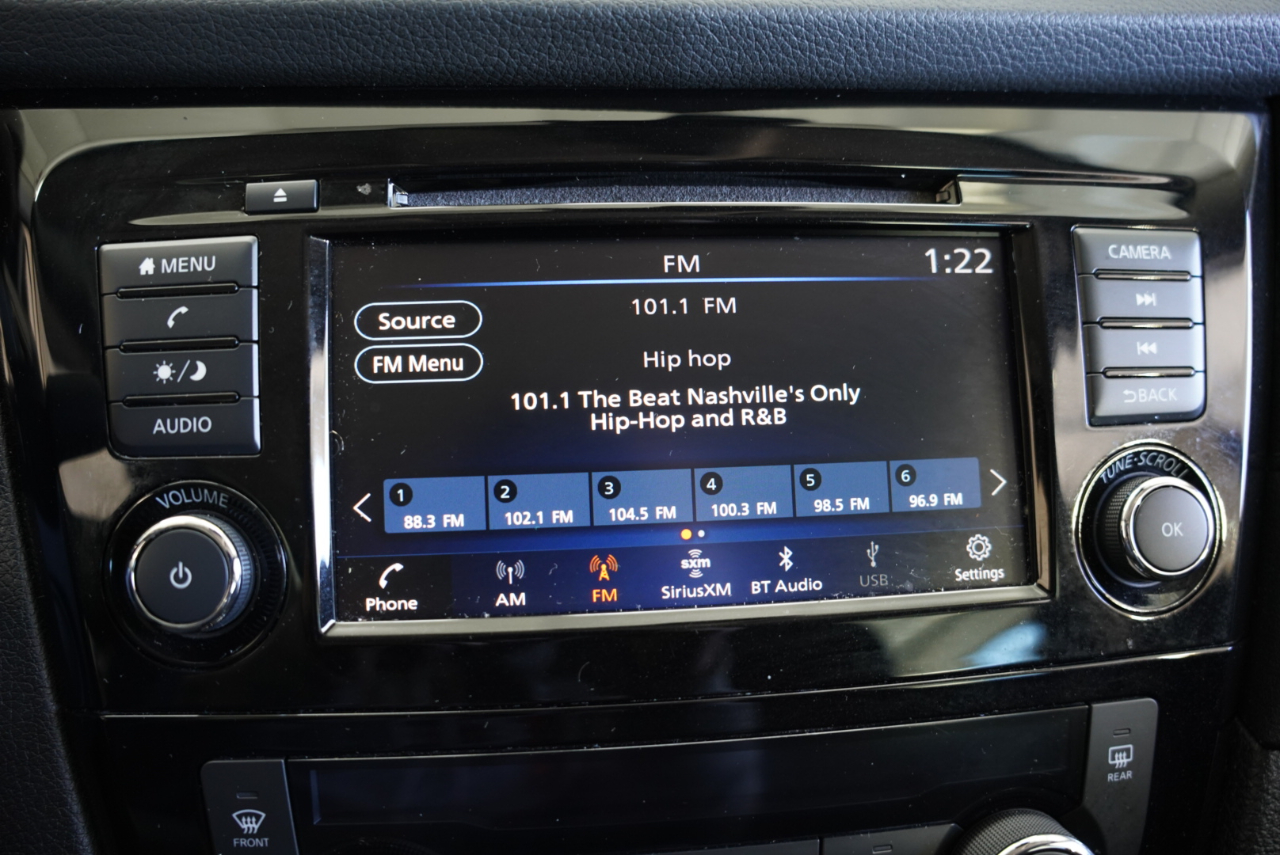 MENU
AUDIO
VOLUME
FM
1:22
101.1 FM
Source
FM Menu
Hip hop
101.1 The Beat Nashville's Only
Hip-Hop and R&B
1 88.3 FM
2 102.1 FM
3 104.5 FM
4 100.3 FM
5 98.5 FM
6 96.9 FM
Phone
AM
FM
sxm
SiriusXM
BT Audio
USB
Settings
CAMERA
BACK
TUNE·SCROLL
OK
FRONT
REAR